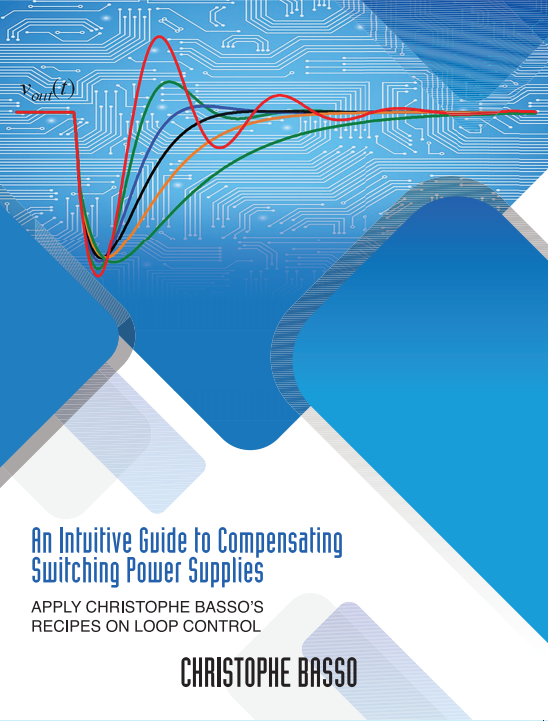 v_out(t)
An Intuitive Guide to Compensating
Switching Power Supplies
APPLY CHRISTOPHE BASSO'S
RECIPES ON LOOP CONTROL
CHRISTOPHE BASSO